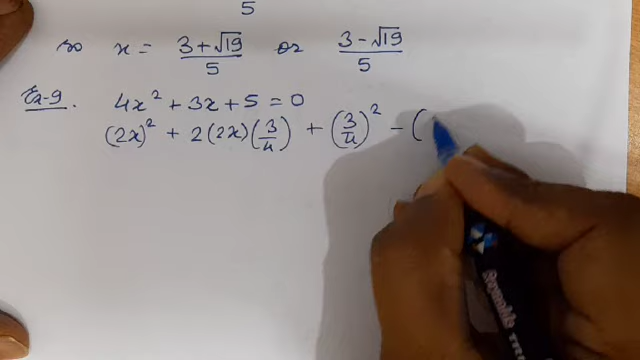 5
so x = (3+√19)/5 or (3-√19)/5
Ex-9. 4x² + 3x + 5 = 0
(2x)² + 2(2x)(3/4) + (3/4)² - (
Reynolds